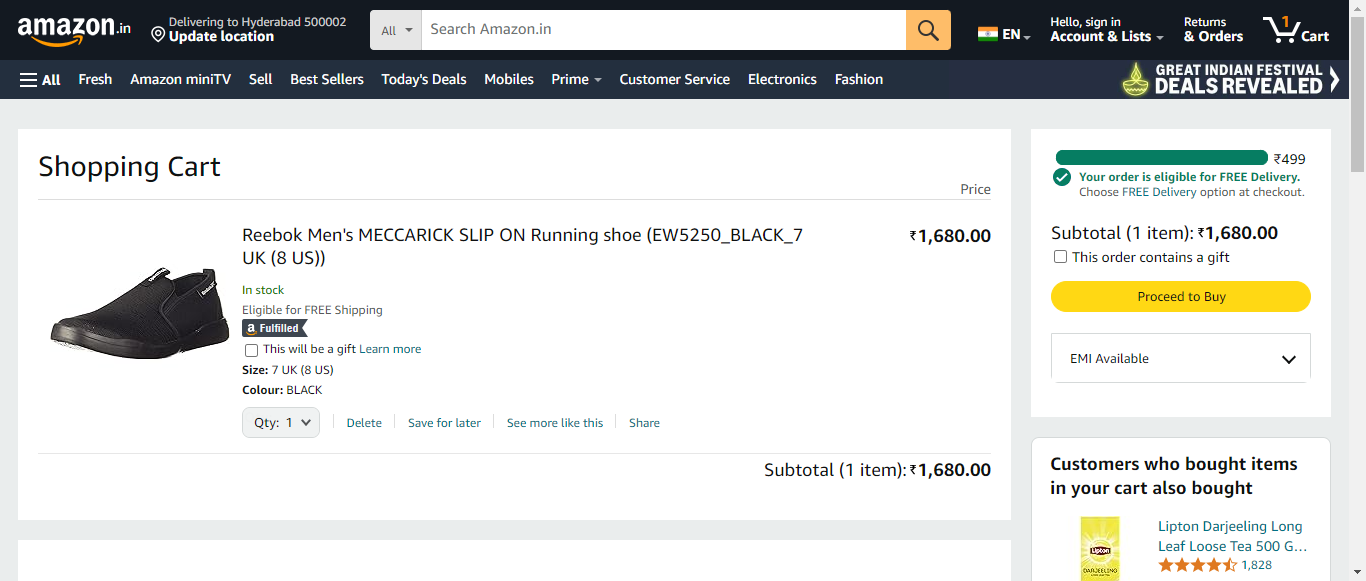 amazon.in
Delivering to Hyderabad 500002
Update location
All
Search Amazon.in
EN
Hello, sign in
Account & Lists
Returns
& Orders
1
Cart
All
Fresh
Amazon miniTV
Sell
Best Sellers
Today's Deals
Mobiles
Prime
Customer Service
Electronics
Fashion
GREAT INDIAN FESTIVAL
DEALS REVEALED
Shopping Cart
Price
Reebok Men's MECCARICK SLIP ON Running shoe (EW5250_BLACK_7
UK (8 US))
₹1,680.00
In stock
Eligible for FREE Shipping
a Fulfilled
This will be a gift Learn more
Size: 7 UK (8 US)
Colour: BLACK
Qty: 1
Delete
Save for later
See more like this
Share
Subtotal (1 item): ₹1,680.00
₹499
Your order is eligible for FREE Delivery.
Choose FREE Delivery option at checkout.
Subtotal (1 item): ₹1,680.00
This order contains a gift
Proceed to Buy
EMI Available
Customers who bought items
in your cart also bought
Lipton
DARJEELING
Lipton Darjeeling Long
Leaf Loose Tea 500 G…
1,828